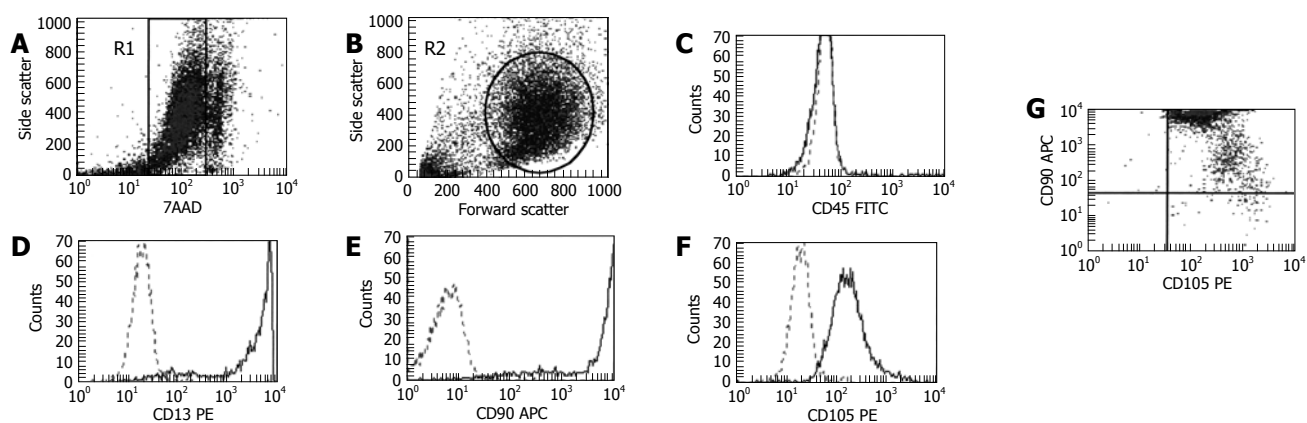 A
R1
Side scatter
1000
800
600
400
200
0
10^0 10^1 10^2 10^3 10^4
7AAD
B
R2
Side scatter
1000
800
600
400
200
0
200 400 600 800 1000
Forward scatter
C
Counts
70
60
50
40
30
20
10
0
10^0 10^1 10^2 10^3 10^4
CD45 FITC
G
CD90 APC
10^4
10^3
10^2
10^1
10^0
10^0 10^1 10^2 10^3 10^4
CD105 PE
D
Counts
70
60
50
40
30
20
10
0
10^0 10^1 10^2 10^3 10^4
CD13 PE
E
Counts
70
60
50
40
30
20
10
0
10^0 10^1 10^2 10^3 10^4
CD90 APC
F
Counts
70
60
50
40
30
20
10
0
10^0 10^1 10^2 10^3 10^4
CD105 PE